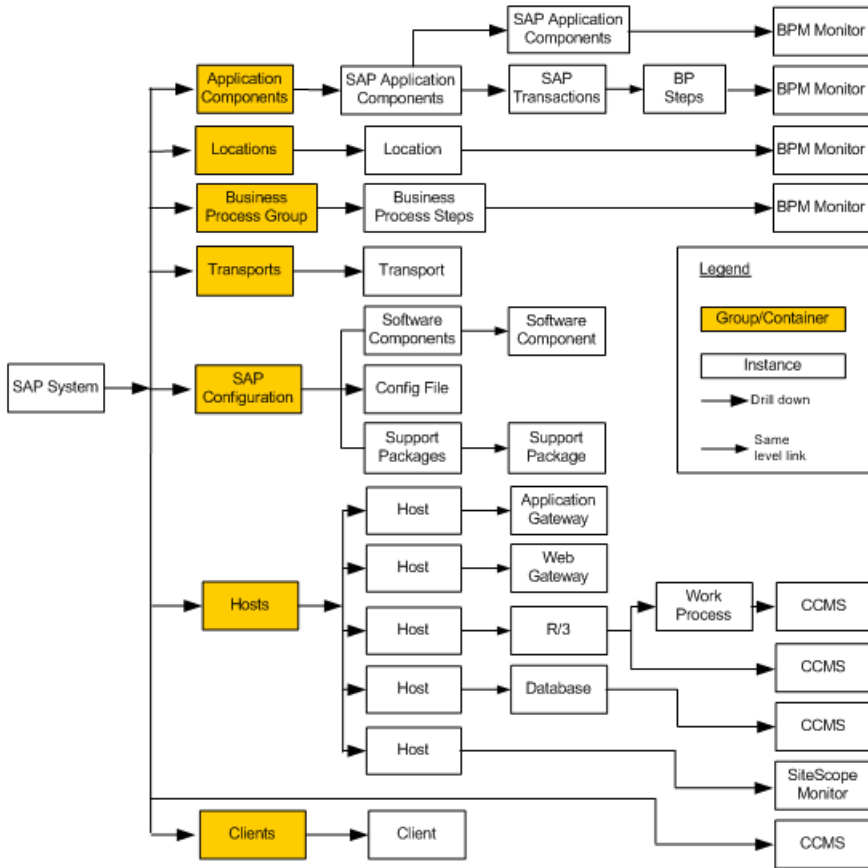 SAP Application
Components
BPM Monitor
Application
Components
SAP Application
Components
SAP
Transactions
BP
Steps
BPM Monitor
Locations
Location
BPM Monitor
Business
Process Group
Business
Process Steps
BPM Monitor
Transports
Transport
Legend
Group/Container
Instance
Drill down
Same
level link
Software
Components
Software
Component
SAP System
SAP
Configuration
Config File
Support
Packages
Support
Package
Host
Application
Gateway
Host
Web
Gateway
Hosts
Host
R/3
Work
Process
CCMS
CCMS
Host
Database
CCMS
Host
SiteScope
Monitor
Clients
Client
CCMS